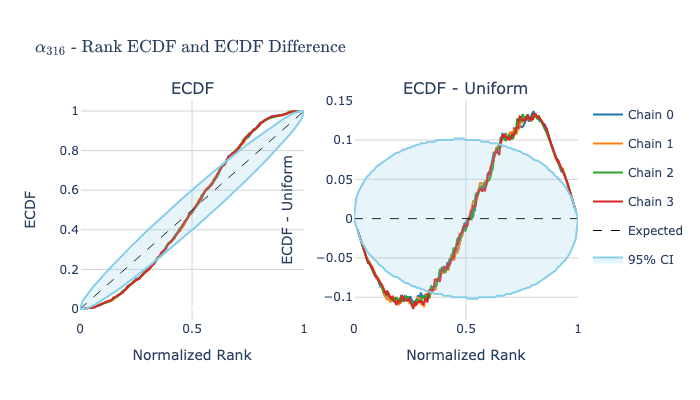 α₃₁₆ - Rank ECDF and ECDF Difference
ECDF
ECDF
1
0.8
0.6
0.4
0.2
0
0
0.5
1
Normalized Rank
ECDF - Uniform
ECDF - Uniform
0.15
0.1
0.05
0
−0.05
−0.1
0
0.5
1
Normalized Rank
Chain 0
Chain 1
Chain 2
Chain 3
Expected
95% CI